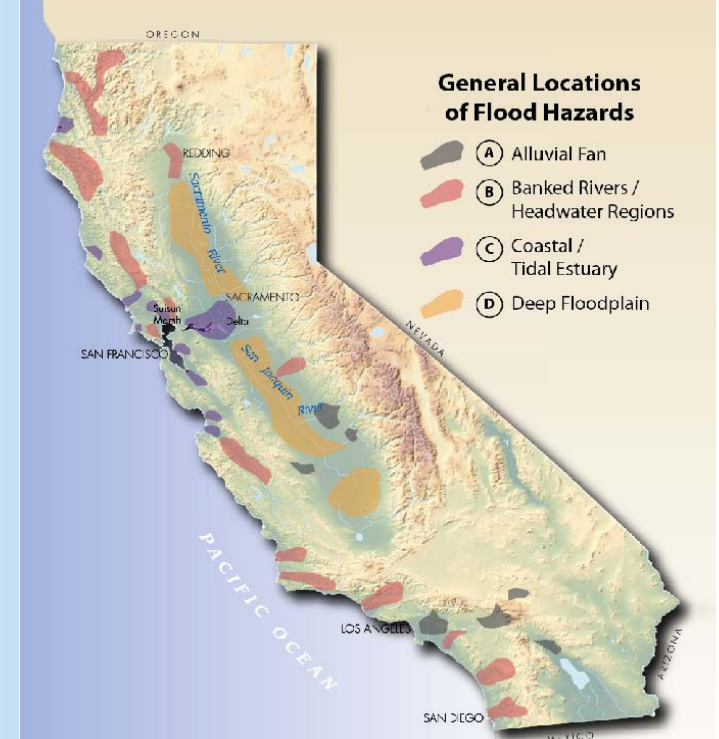 OREGON
General Locations
of Flood Hazards
A Alluvial Fan
B Banked Rivers /
Headwater Regions
C Coastal /
Tidal Estuary
D Deep Floodplain
REDDING
Sacramento
River
SACRAMENTO
Suisun
Marsh
Delta
SAN FRANCISCO
NEVADA
San Joaquin
River
PACIFIC OCEAN
LOS ANGELES
ARIZONA
SAN DIEGO
MEXICO